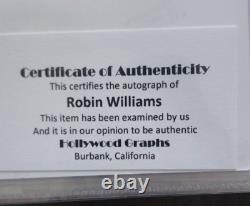 Certificate of Authenticity
This certifies the autograph of
Robin Williams
This item has been examined by us
And it is in our opinion to be authentic
Hollywood Graphs
Burbank, California